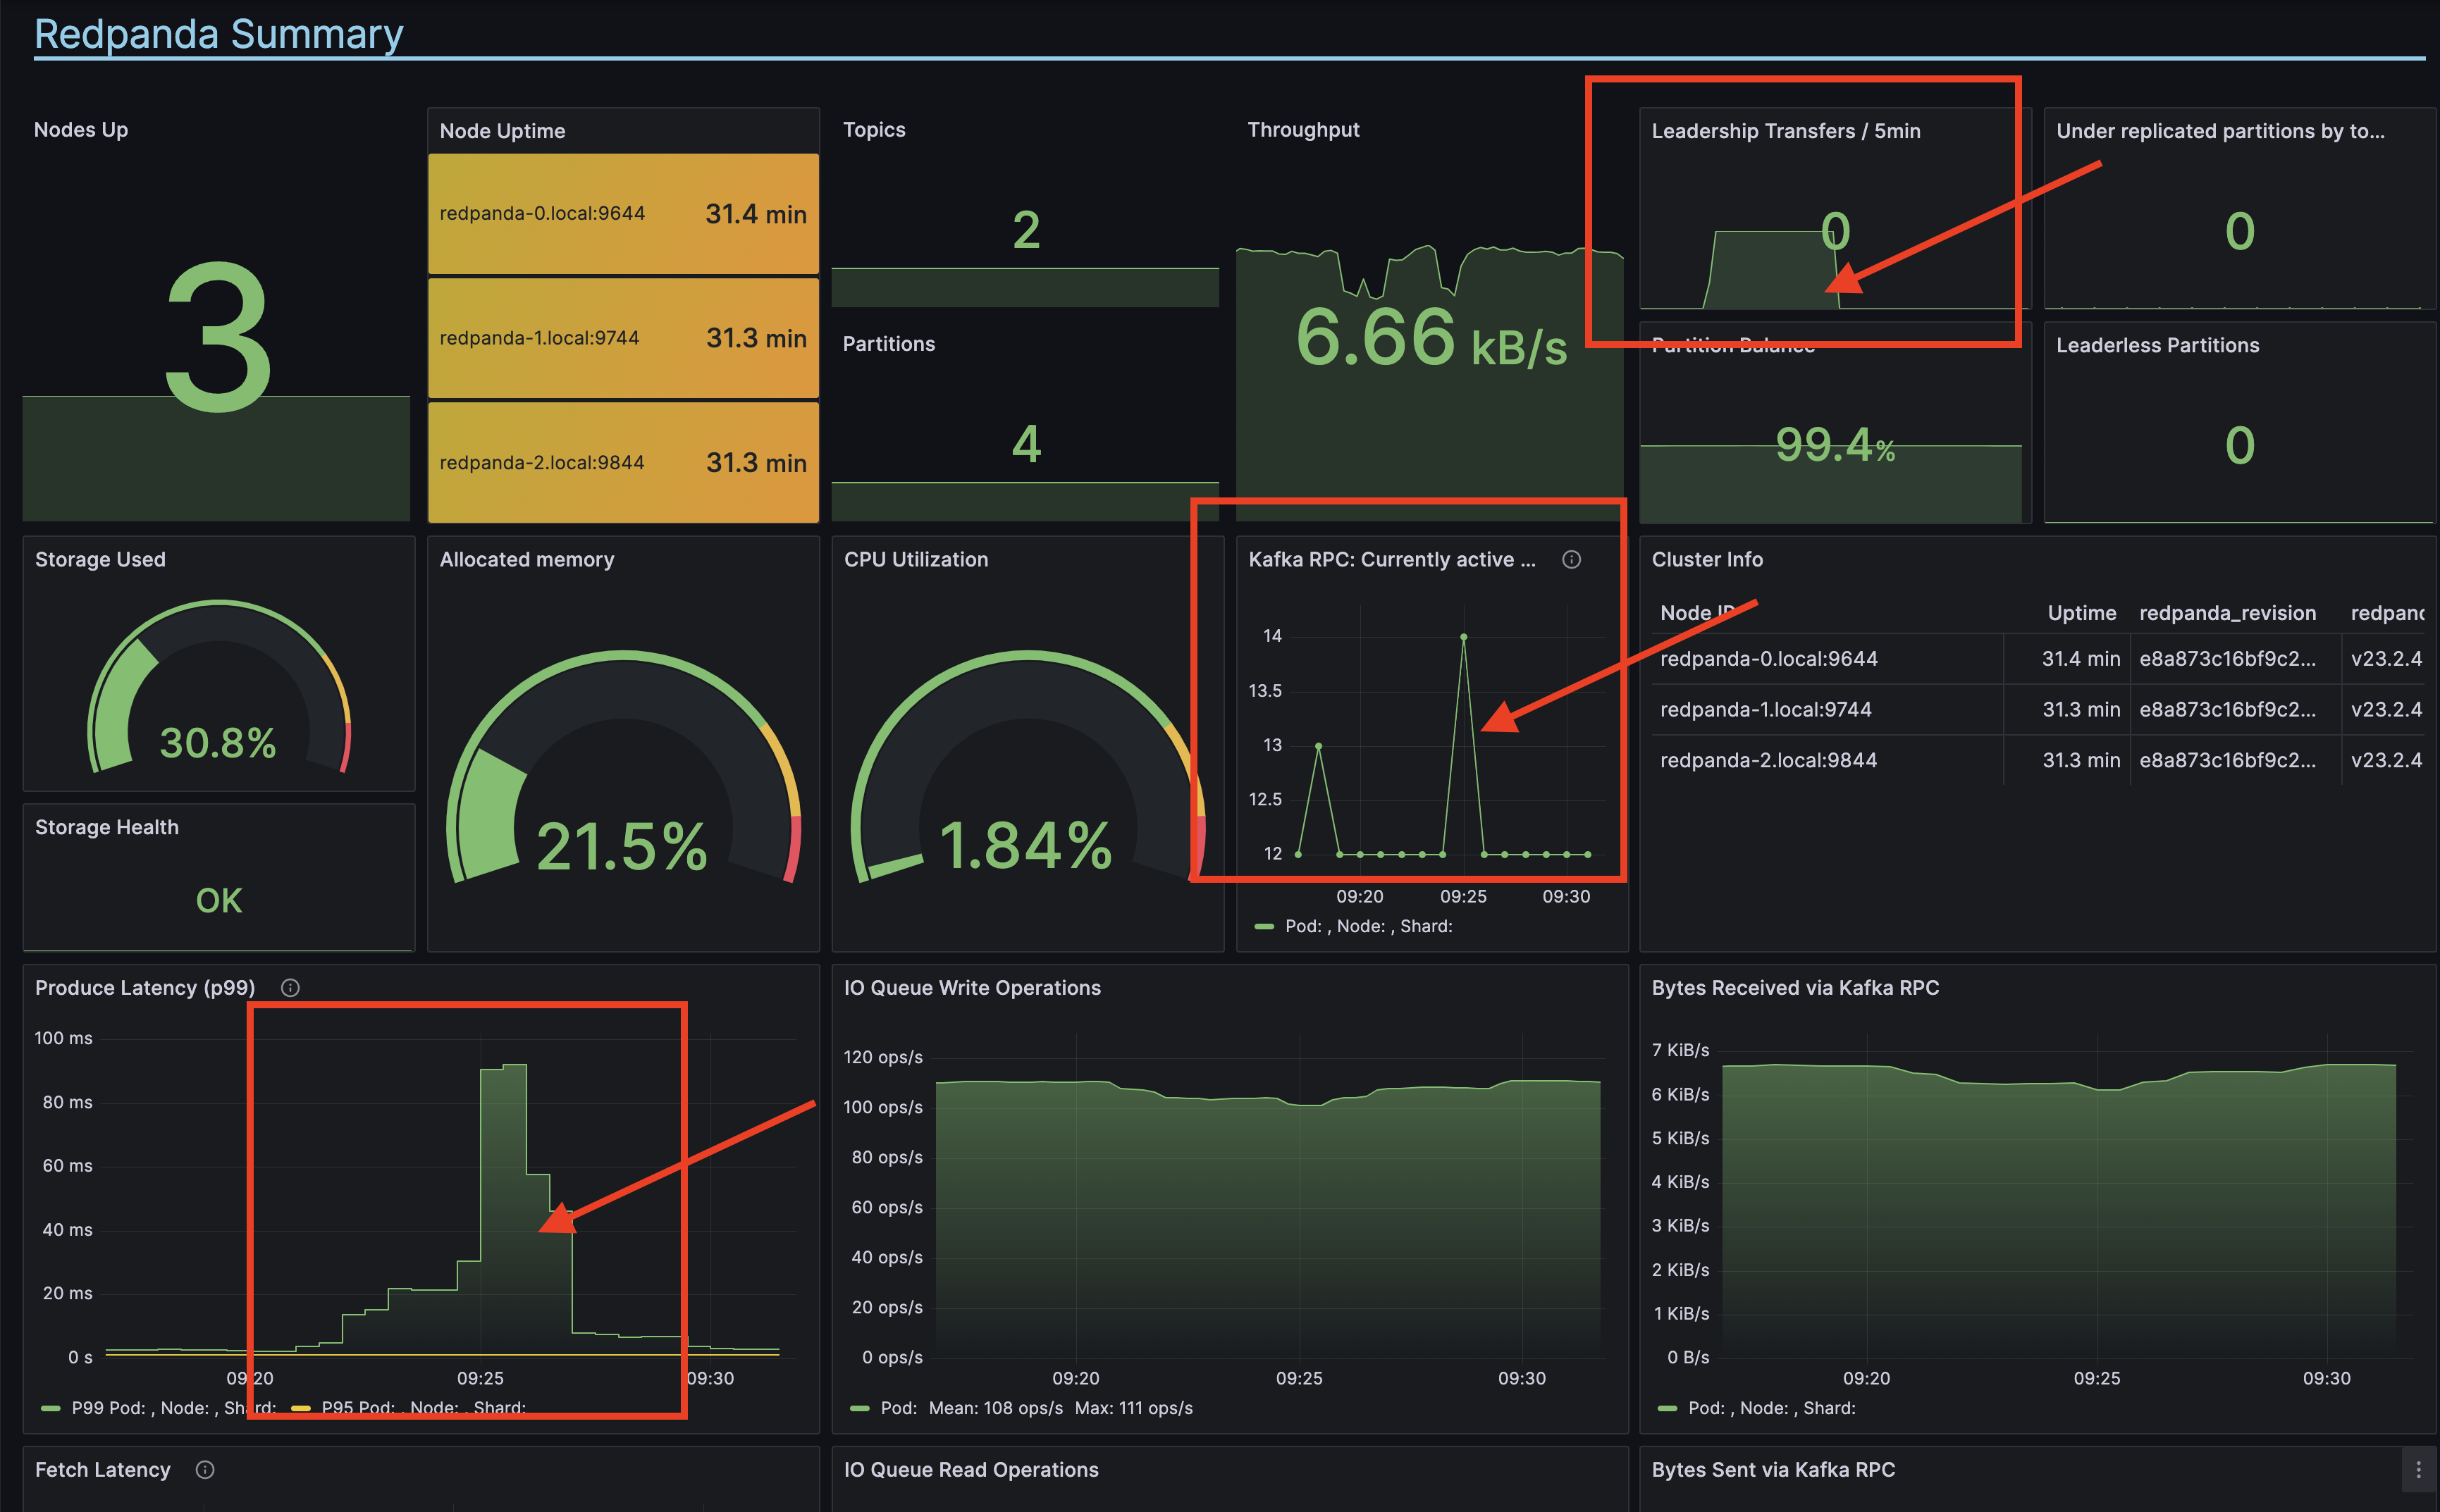 Redpanda Summary
Nodes Up
3
Node Uptime
redpanda-0.local:9644 31.4 min
redpanda-1.local:9744 31.3 min
redpanda-2.local:9844 31.3 min
Topics
2
Partitions
4
Throughput
6.66 kB/s
Leadership Transfers / 5min
0
Under replicated partitions by to...
0
Partition Balance
99.4%
Leaderless Partitions
0
Storage Used
30.8%
Storage Health
OK
Allocated memory
21.5%
CPU Utilization
1.84%
Kafka RPC: Currently active ...
14
13.5
13
12.5
12
09:20 09:25 09:30
Pod: , Node: , Shard:
Cluster Info
Node ID Uptime redpanda_revision redpand
redpanda-0.local:9644 31.4 min e8a873c16bf9c2... v23.2.4
redpanda-1.local:9744 31.3 min e8a873c16bf9c2... v23.2.4
redpanda-2.local:9844 31.3 min e8a873c16bf9c2... v23.2.4
Produce Latency (p99)
100 ms
80 ms
60 ms
40 ms
20 ms
0 s
09:20 09:25 09:30
P99 Pod: , Node: , Shard: P95 Pod: , Node: , Shard:
IO Queue Write Operations
120 ops/s
100 ops/s
80 ops/s
60 ops/s
40 ops/s
20 ops/s
0 ops/s
09:20 09:25 09:30
Pod: Mean: 108 ops/s Max: 111 ops/s
Bytes Received via Kafka RPC
7 KiB/s
6 KiB/s
5 KiB/s
4 KiB/s
3 KiB/s
2 KiB/s
1 KiB/s
0 B/s
09:20 09:25 09:30
Pod: , Node: , Shard:
Fetch Latency
IO Queue Read Operations
Bytes Sent via Kafka RPC